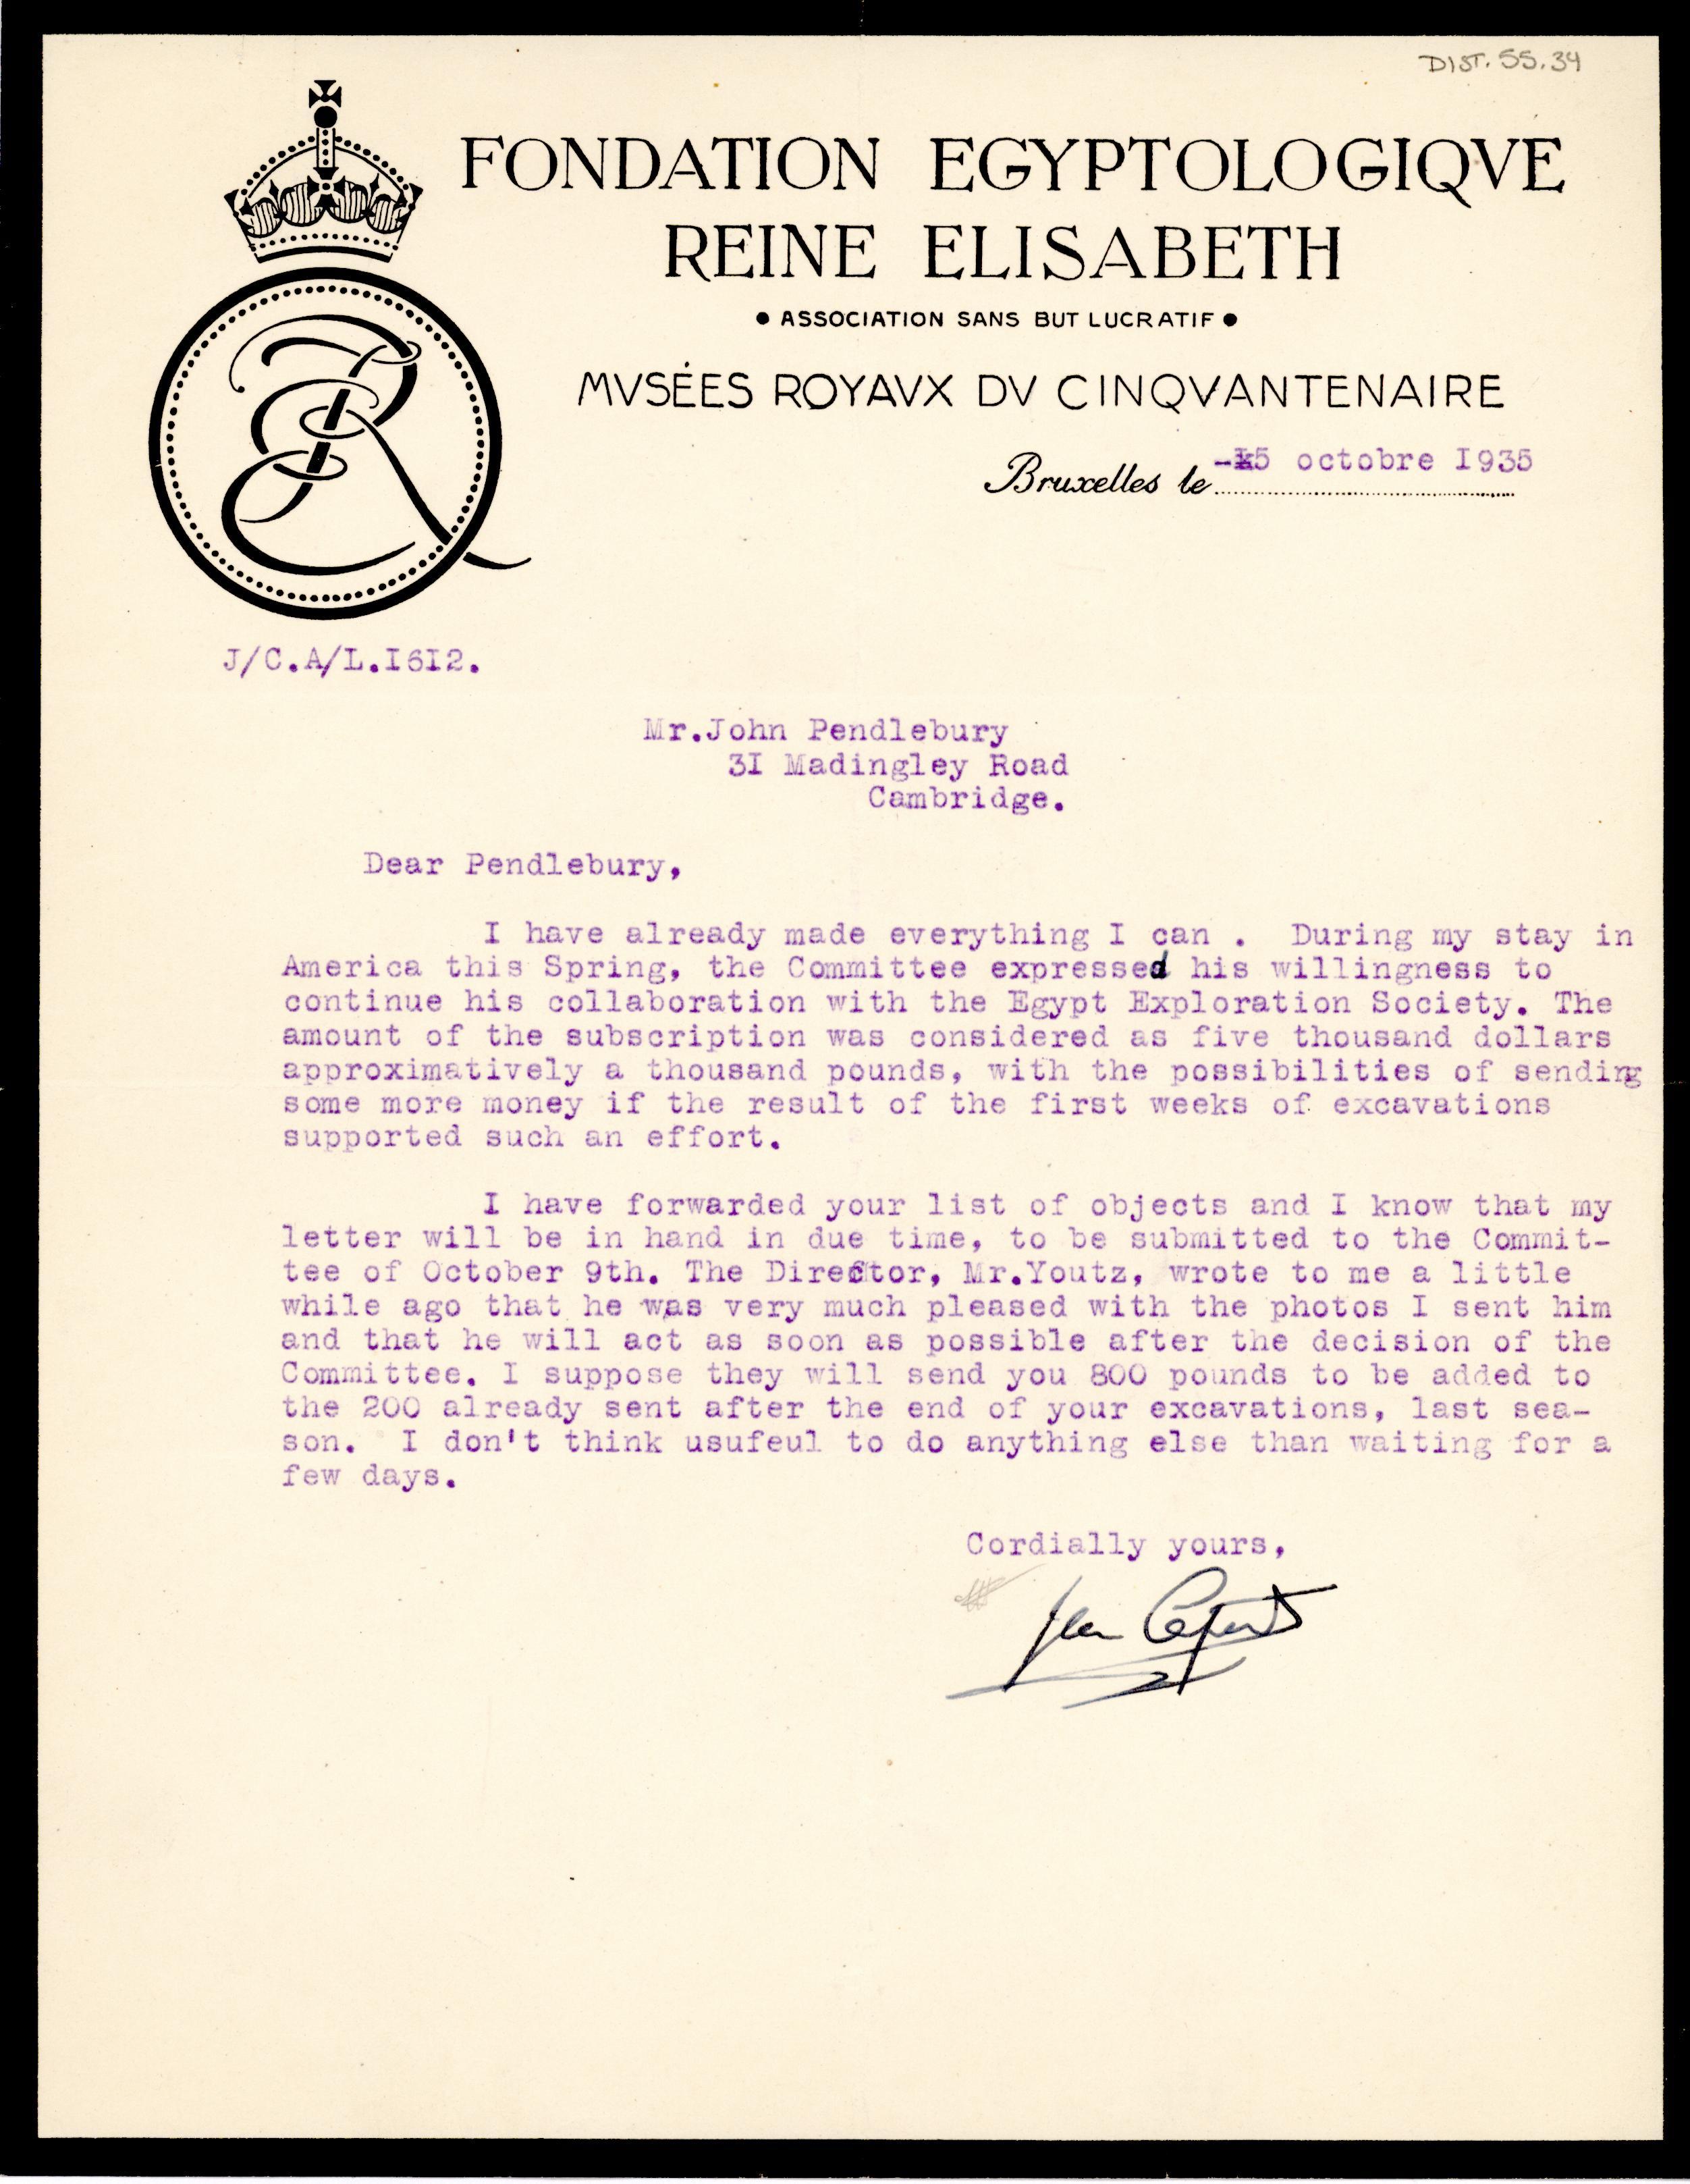 DIST. 55.34
FONDATION EGYPTOLOGIQVE
REINE ELISABETH
• ASSOCIATION SANS BUT LUCRATIF •
MVSÉES ROYAVX DV CINQVANTENAIRE
Bruxelles le -5 octobre I935
J/C.A/L.I6I2.
Mr.John Pendlebury
3I Madingley Road
Cambridge.
Dear Pendlebury,
I have already made everything I can . During my stay in
America this Spring, the Committee expressed his willingness to
continue his collaboration with the Egypt Exploration Society. The
amount of the subscription was considered as five thousand dollars
approximatively a thousand pounds, with the possibilities of sending
some more money if the result of the first weeks of excavations
supported such an effort.
I have forwarded your list of objects and I know that my
letter will be in hand in due time, to be submitted to the Commit-
tee of October 9th. The Director, Mr.Youtz, wrote to me a little
while ago that he was very much pleased with the photos I sent him
and that he will act as soon as possible after the decision of the
Committee. I suppose they will send you 800 pounds to be added to
the 200 already sent after the end of your excavations, last sea-
son. I don't think usufeul to do anything else than waiting for a
few days.
Cordially yours,
Jean Capart